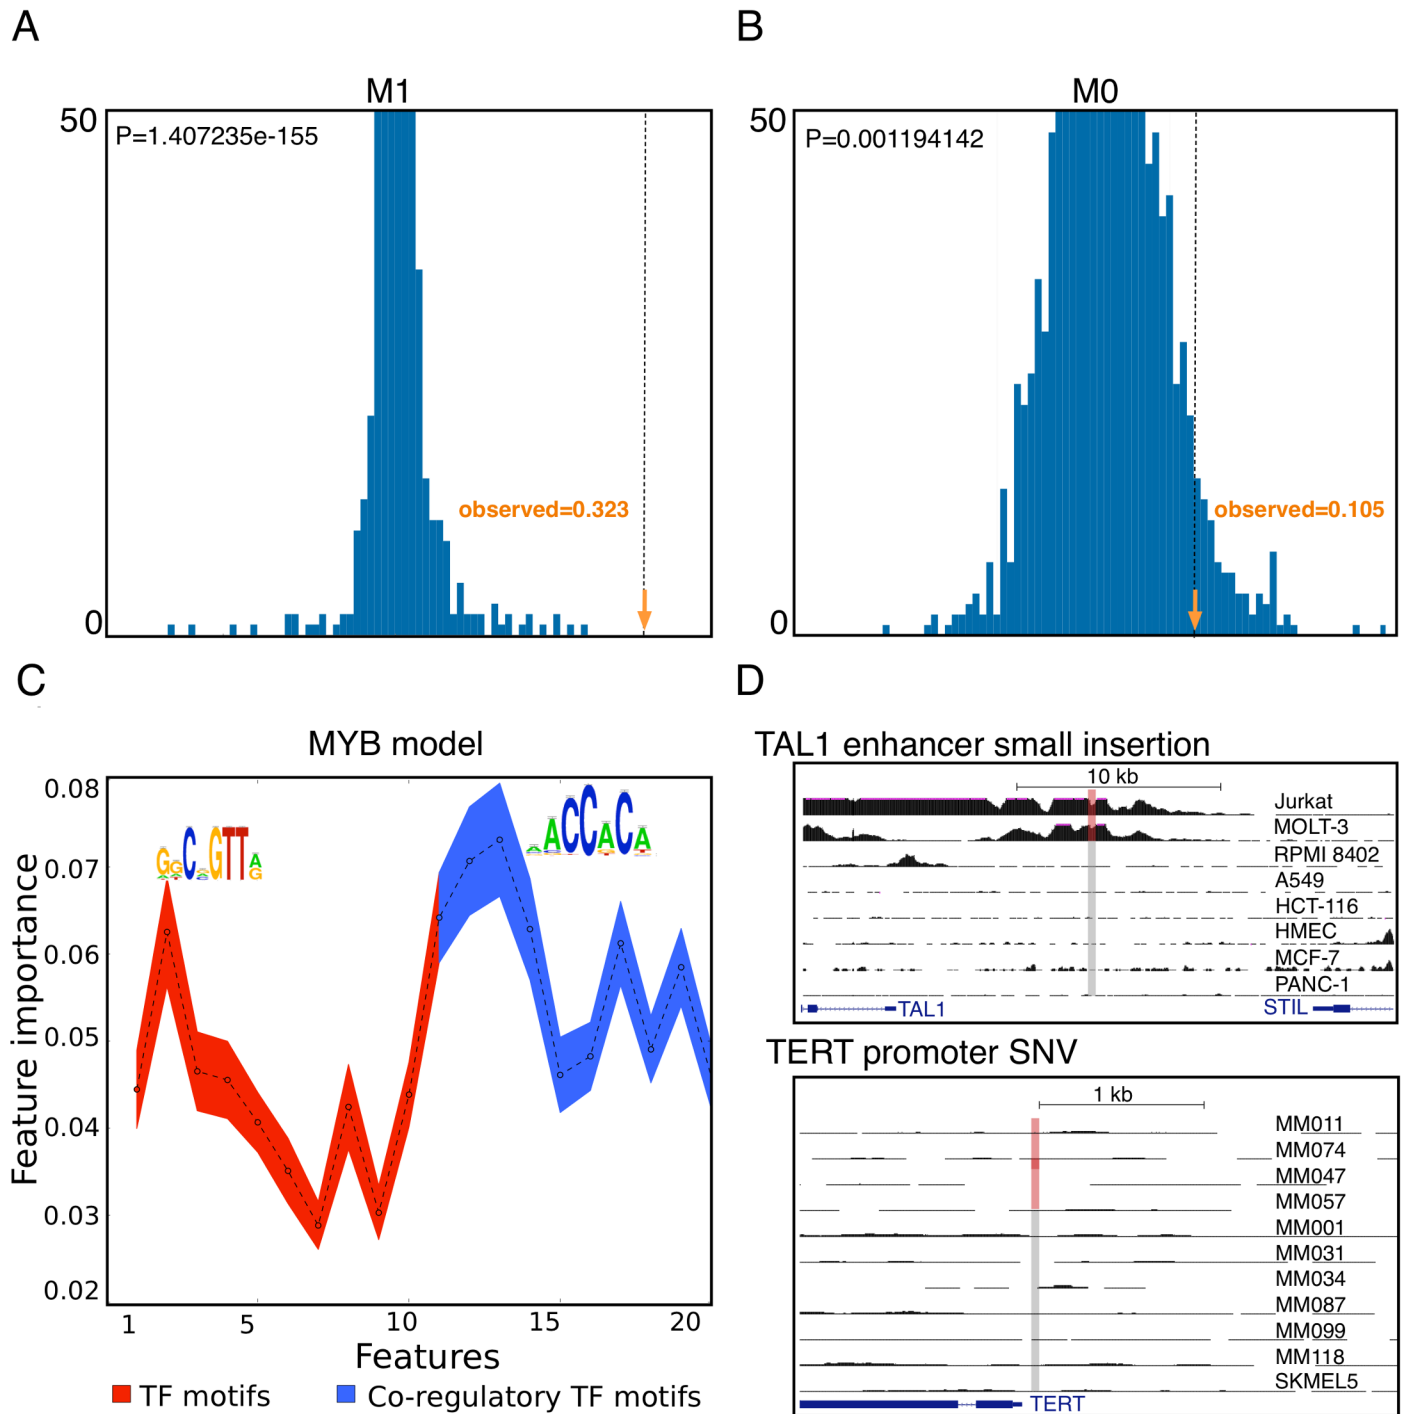 A
B
M1
M0
50
P=1.407235e-155
50
P=0.001194142
observed=0.323
observed=0.105
0
0
C
D
MYB model
TAL1 enhancer small insertion
0.08
0.07
0.06
0.05
0.04
0.03
0.02
Feature importance
GTT
ACCACA
1
5
10
15
20
Features
TF motifs
Co-regulatory TF motifs
10 kb
Jurkat
MOLT-3
RPMI 8402
A549
HCT-116
HMEC
MCF-7
PANC-1
TAL1
STIL
TERT promoter SNV
1 kb
MM011
MM074
MM047
MM057
MM001
MM031
MM034
MM087
MM099
MM118
SKMEL5
TERT